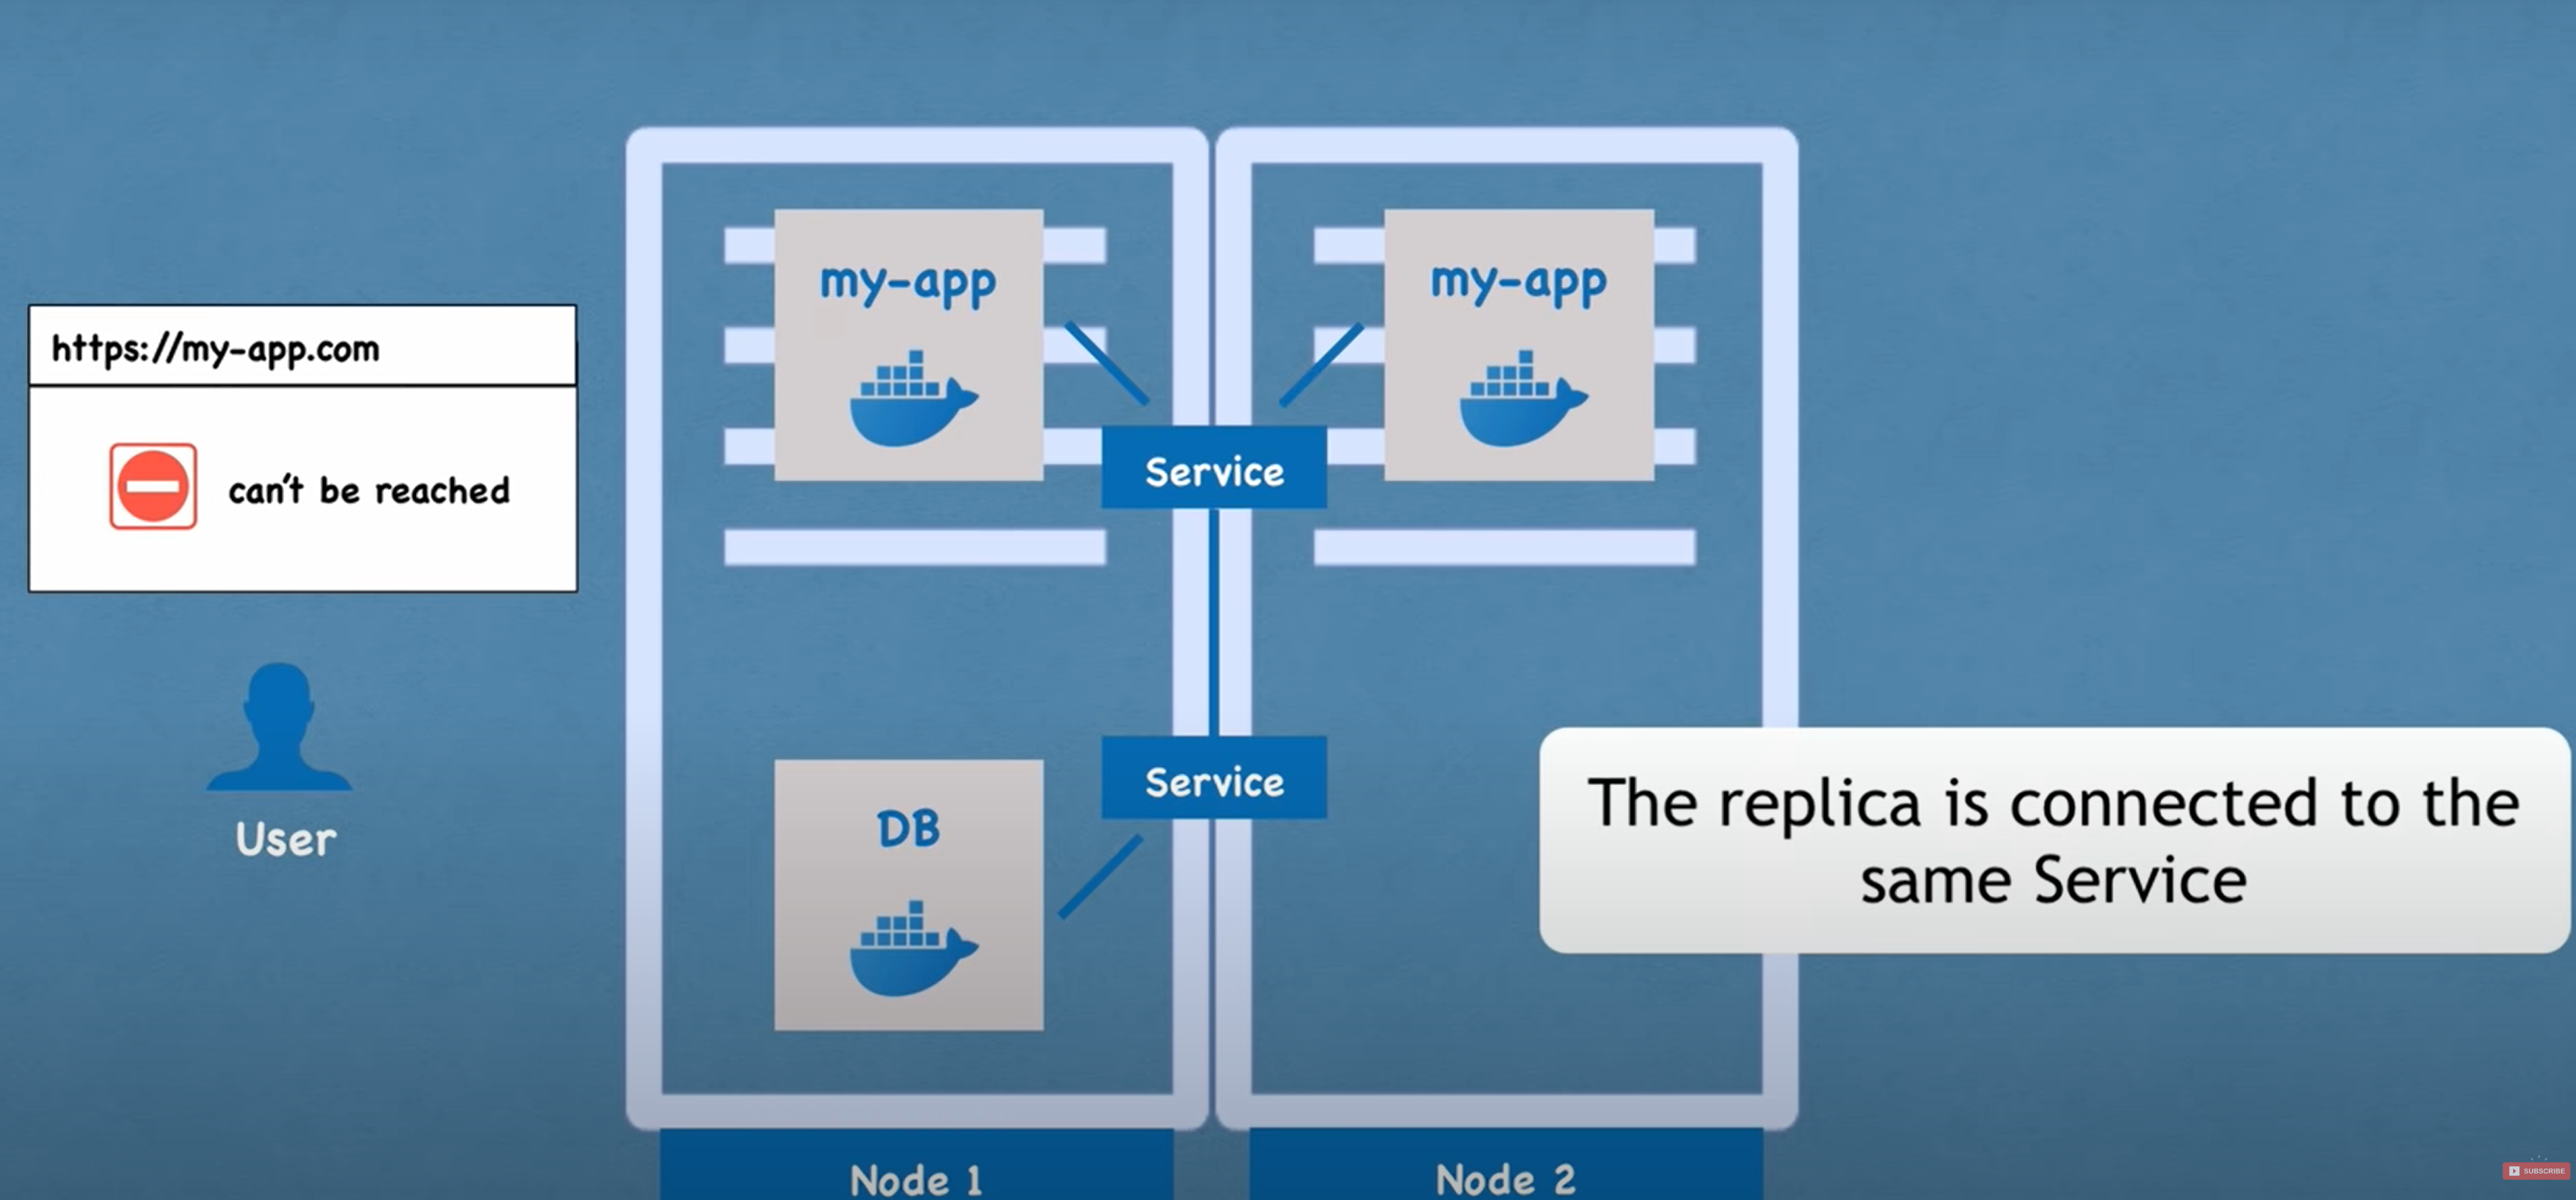 https://my-app.com
can't be reached
User
my-app
my-app
Service
Service
DB
The replica is connected to the
same Service
Node 1
Node 2
SUBSCRIBE